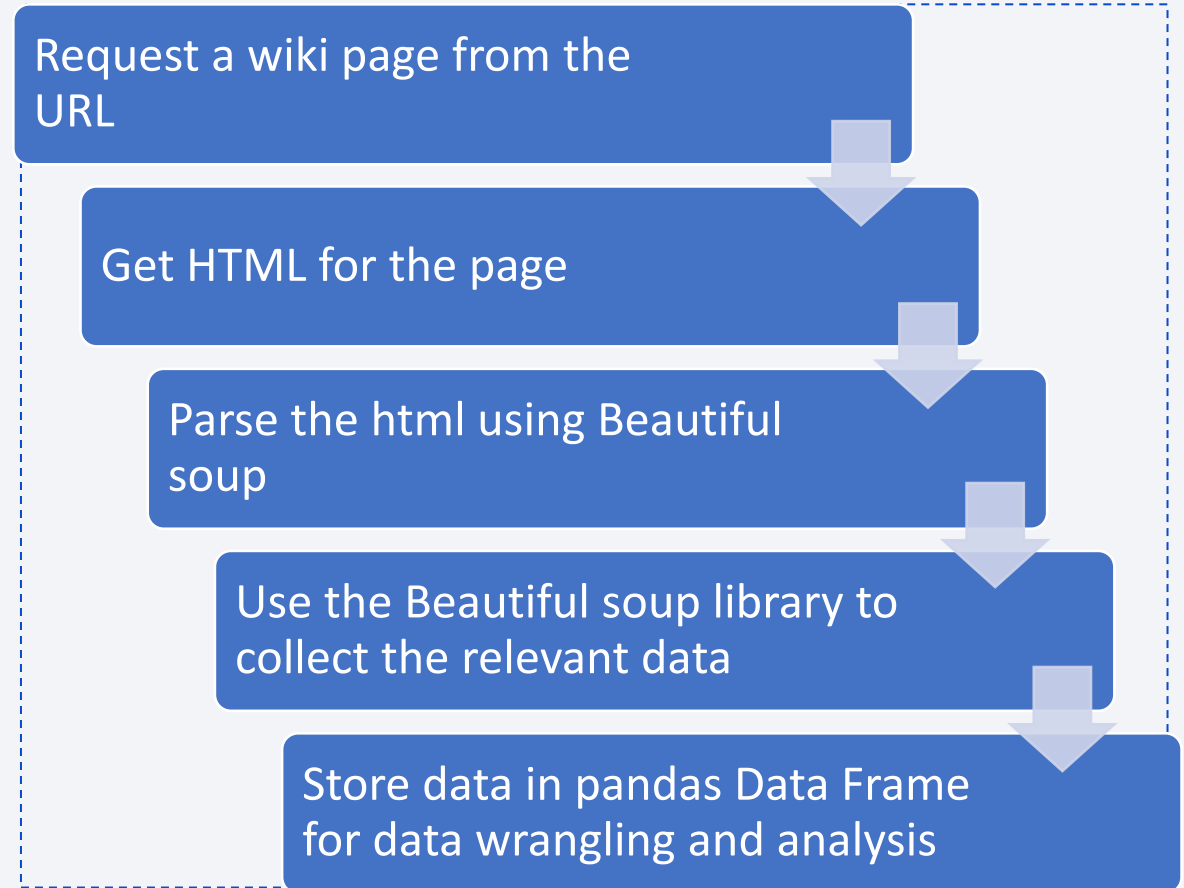 Request a wiki page from the
URL
Get HTML for the page
Parse the html using Beautiful
soup
Use the Beautiful soup library to
collect the relevant data
Store data in pandas Data Frame
for data wrangling and analysis